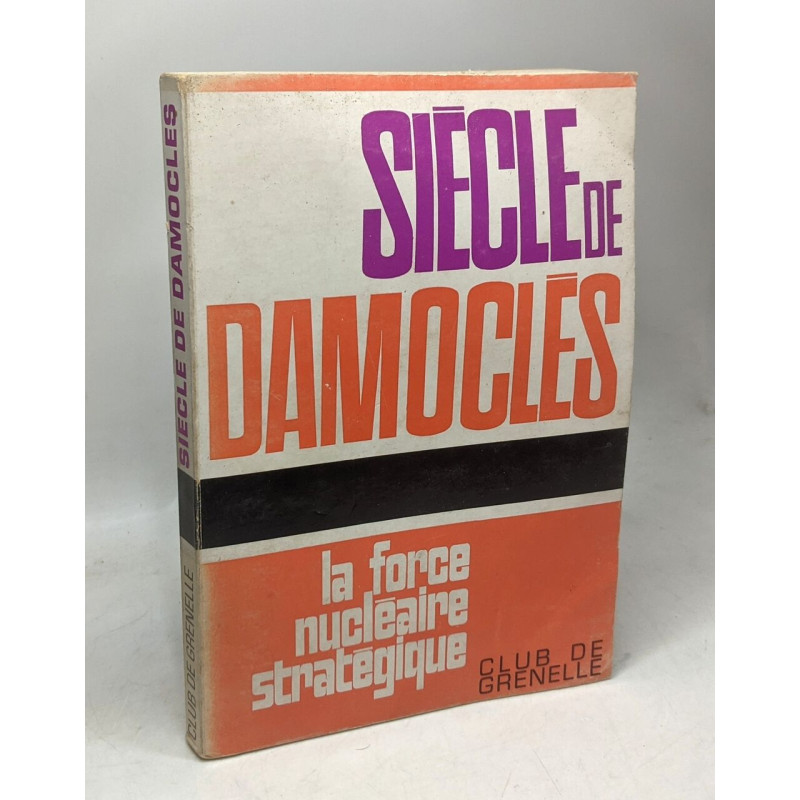 SIÈCLE DE
DAMOCLÈS
la force
nucléaire
stratégique
CLUB DE
GRENELLE
SIECLE DE DAMOCLES
CLUB DE GRENELLE